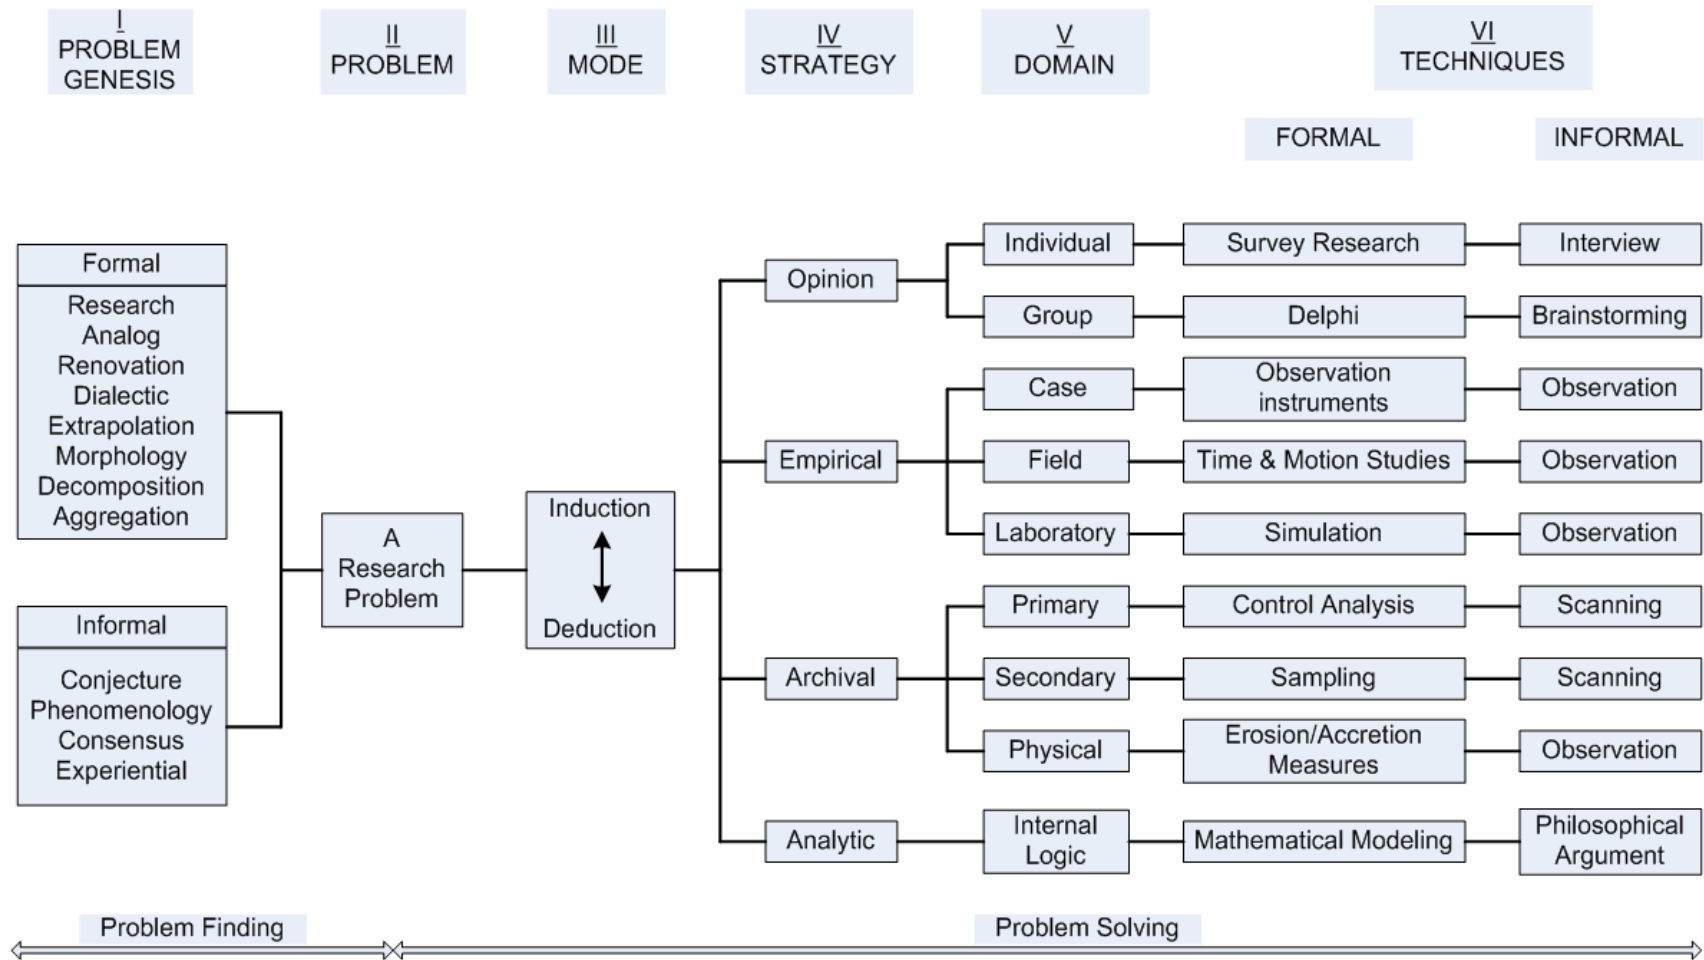 I
PROBLEM
GENESIS
II
PROBLEM
III
MODE
IV
STRATEGY
V
DOMAIN
VI
TECHNIQUES
FORMAL
INFORMAL
Formal
Research
Analog
Renovation
Dialectic
Extrapolation
Morphology
Decomposition
Aggregation
Informal
Conjecture
Phenomenology
Consensus
Experiential
A
Research
Problem
Induction
Deduction
Opinion
Individual
Survey Research
Interview
Group
Delphi
Brainstorming
Empirical
Case
Observation
instruments
Observation
Field
Time & Motion Studies
Observation
Laboratory
Simulation
Observation
Archival
Primary
Control Analysis
Scanning
Secondary
Sampling
Scanning
Physical
Erosion/Accretion
Measures
Observation
Analytic
Internal
Logic
Mathematical Modeling
Philosophical
Argument
Problem Finding
Problem Solving